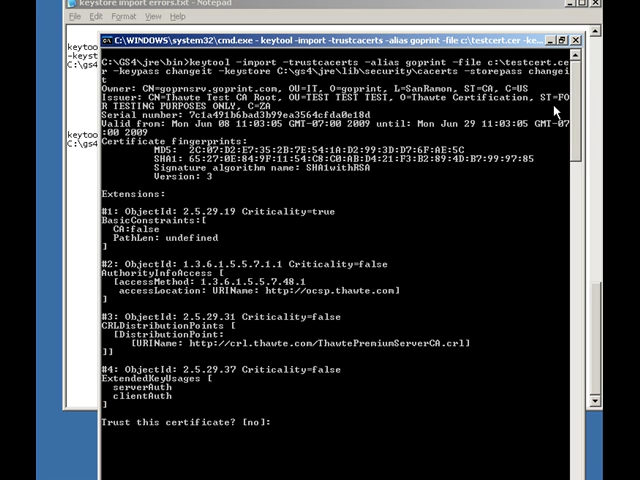 keystore import errors.txt - Notepad
File Edit Format View Help
C:\WINDOWS\system32\cmd.exe - keytool -import -trustcacerts -alias goprint -file c:\testcert.cer -ke...
keytoo
-keyst
C:\gs4
keytoo
C:\gs4
C:\GS4\jre\bin>keytool -import -trustcacerts -alias goprint -file c:\testcert.ce
r -keypass changeit -keystore C:\gs4\jre\lib\security\cacerts -storepass changei
t
Owner: CN=goprnsrv.goprint.com, OU=IT, O=goprint, L=SanRamon, ST=CA, C=US
Issuer: CN=Thawte Test CA Root, OU=TEST TEST TEST, O=Thawte Certification, ST=FO
R TESTING PURPOSES ONLY, C=ZA
Serial number: 7c1a491b6bad3b99ea3564cfda0e18d
Valid from: Mon Jun 08 11:03:05 GMT-07:00 2009 until: Mon Jun 29 11:03:05 GMT-07
:00 2009
Certificate fingerprints:
MD5: 2C:07:D2:E7:35:2B:7E:54:1A:D2:99:3D:D7:6F:AE:5C
SHA1: 65:27:0E:84:9F:11:54:C8:C0:AB:D4:21:F3:B2:89:4D:B7:99:97:85
Signature algorithm name: SHA1withRSA
Version: 3
Extensions:
#1: ObjectId: 2.5.29.19 Criticality=true
BasicConstraints:[
CA:false
PathLen: undefined
]
#2: ObjectId: 1.3.6.1.5.5.7.1.1 Criticality=false
AuthorityInfoAccess [
[accessMethod: 1.3.6.1.5.5.7.48.1
accessLocation: URIName: http://ocsp.thawte.com]
]
#3: ObjectId: 2.5.29.31 Criticality=false
CRLDistributionPoints [
[DistributionPoint:
[URIName: http://crl.thawte.com/ThawtePremiumServerCA.crl]
]]
#4: ObjectId: 2.5.29.37 Criticality=false
ExtendedKeyUsages [
serverAuth
clientAuth
]
Trust this certificate? [no]: